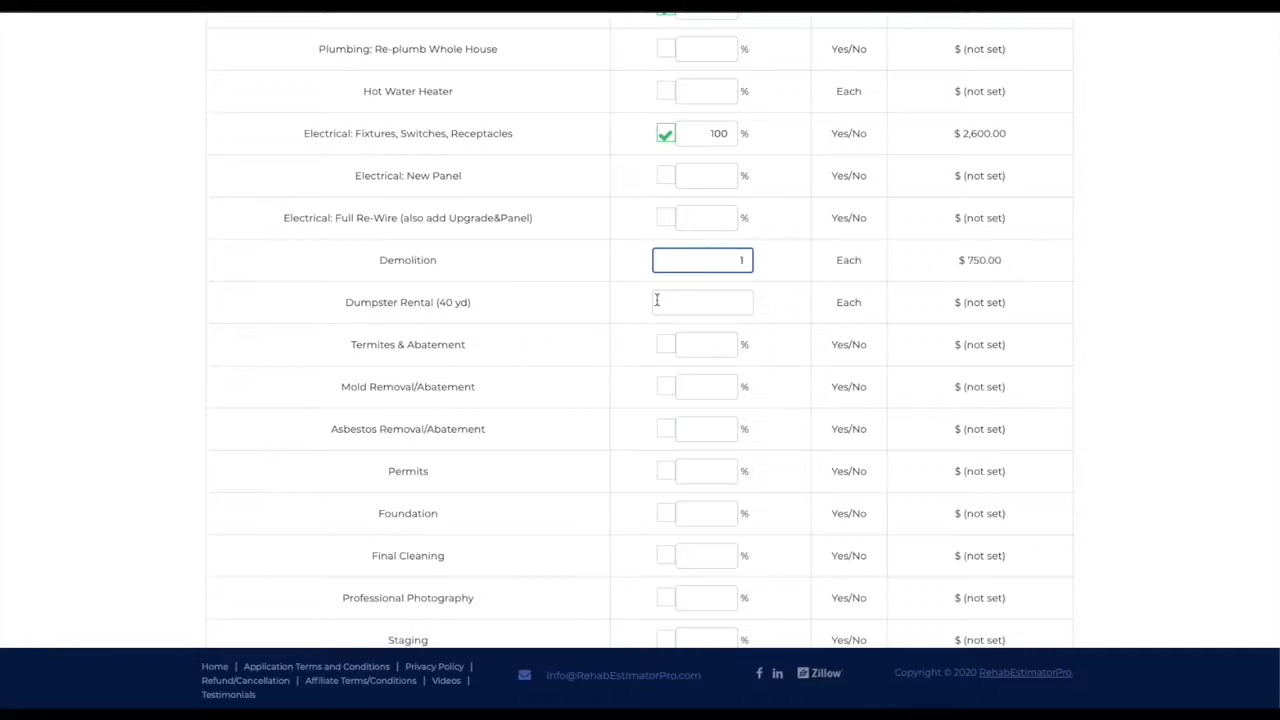 Plumbing: Re-plumb Whole House % Yes/No $ (not set)
Hot Water Heater % Each $ (not set)
Electrical: Fixtures, Switches, Receptacles 100 % Yes/No $ 2,600.00
Electrical: New Panel % Yes/No $ (not set)
Electrical: Full Re-Wire (also add Upgrade&Panel) % Yes/No $ (not set)
Demolition 1 Each $ 750.00
Dumpster Rental (40 yd) Each $ (not set)
Termites & Abatement % Yes/No $ (not set)
Mold Removal/Abatement % Yes/No $ (not set)
Asbestos Removal/Abatement % Yes/No $ (not set)
Permits % Yes/No $ (not set)
Foundation % Yes/No $ (not set)
Final Cleaning % Yes/No $ (not set)
Professional Photography % Yes/No $ (not set)
Staging % Yes/No $ (not set)
Home | Application Terms and Conditions | Privacy Policy |
Refund/Cancellation | Affiliate Terms/Conditions | Videos |
Testimonials
info@RehabEstimatorPro.com
f in Zillow
Copyright © 2020 RehabEstimatorPro.